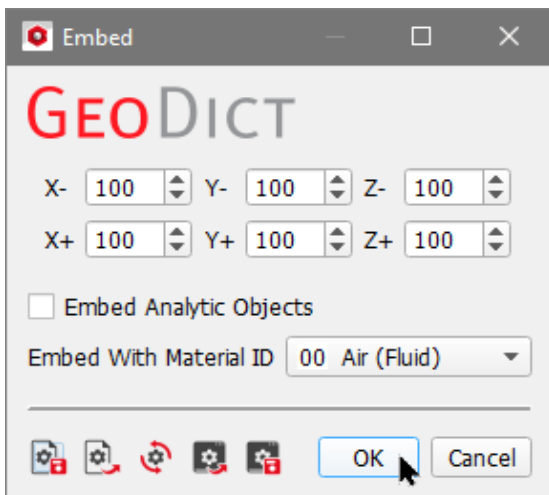 Embed
GEODICT
X- 100 Y- 100 Z- 100
X+ 100 Y+ 100 Z+ 100
Embed Analytic Objects
Embed With Material ID 00 Air (Fluid)
OK Cancel